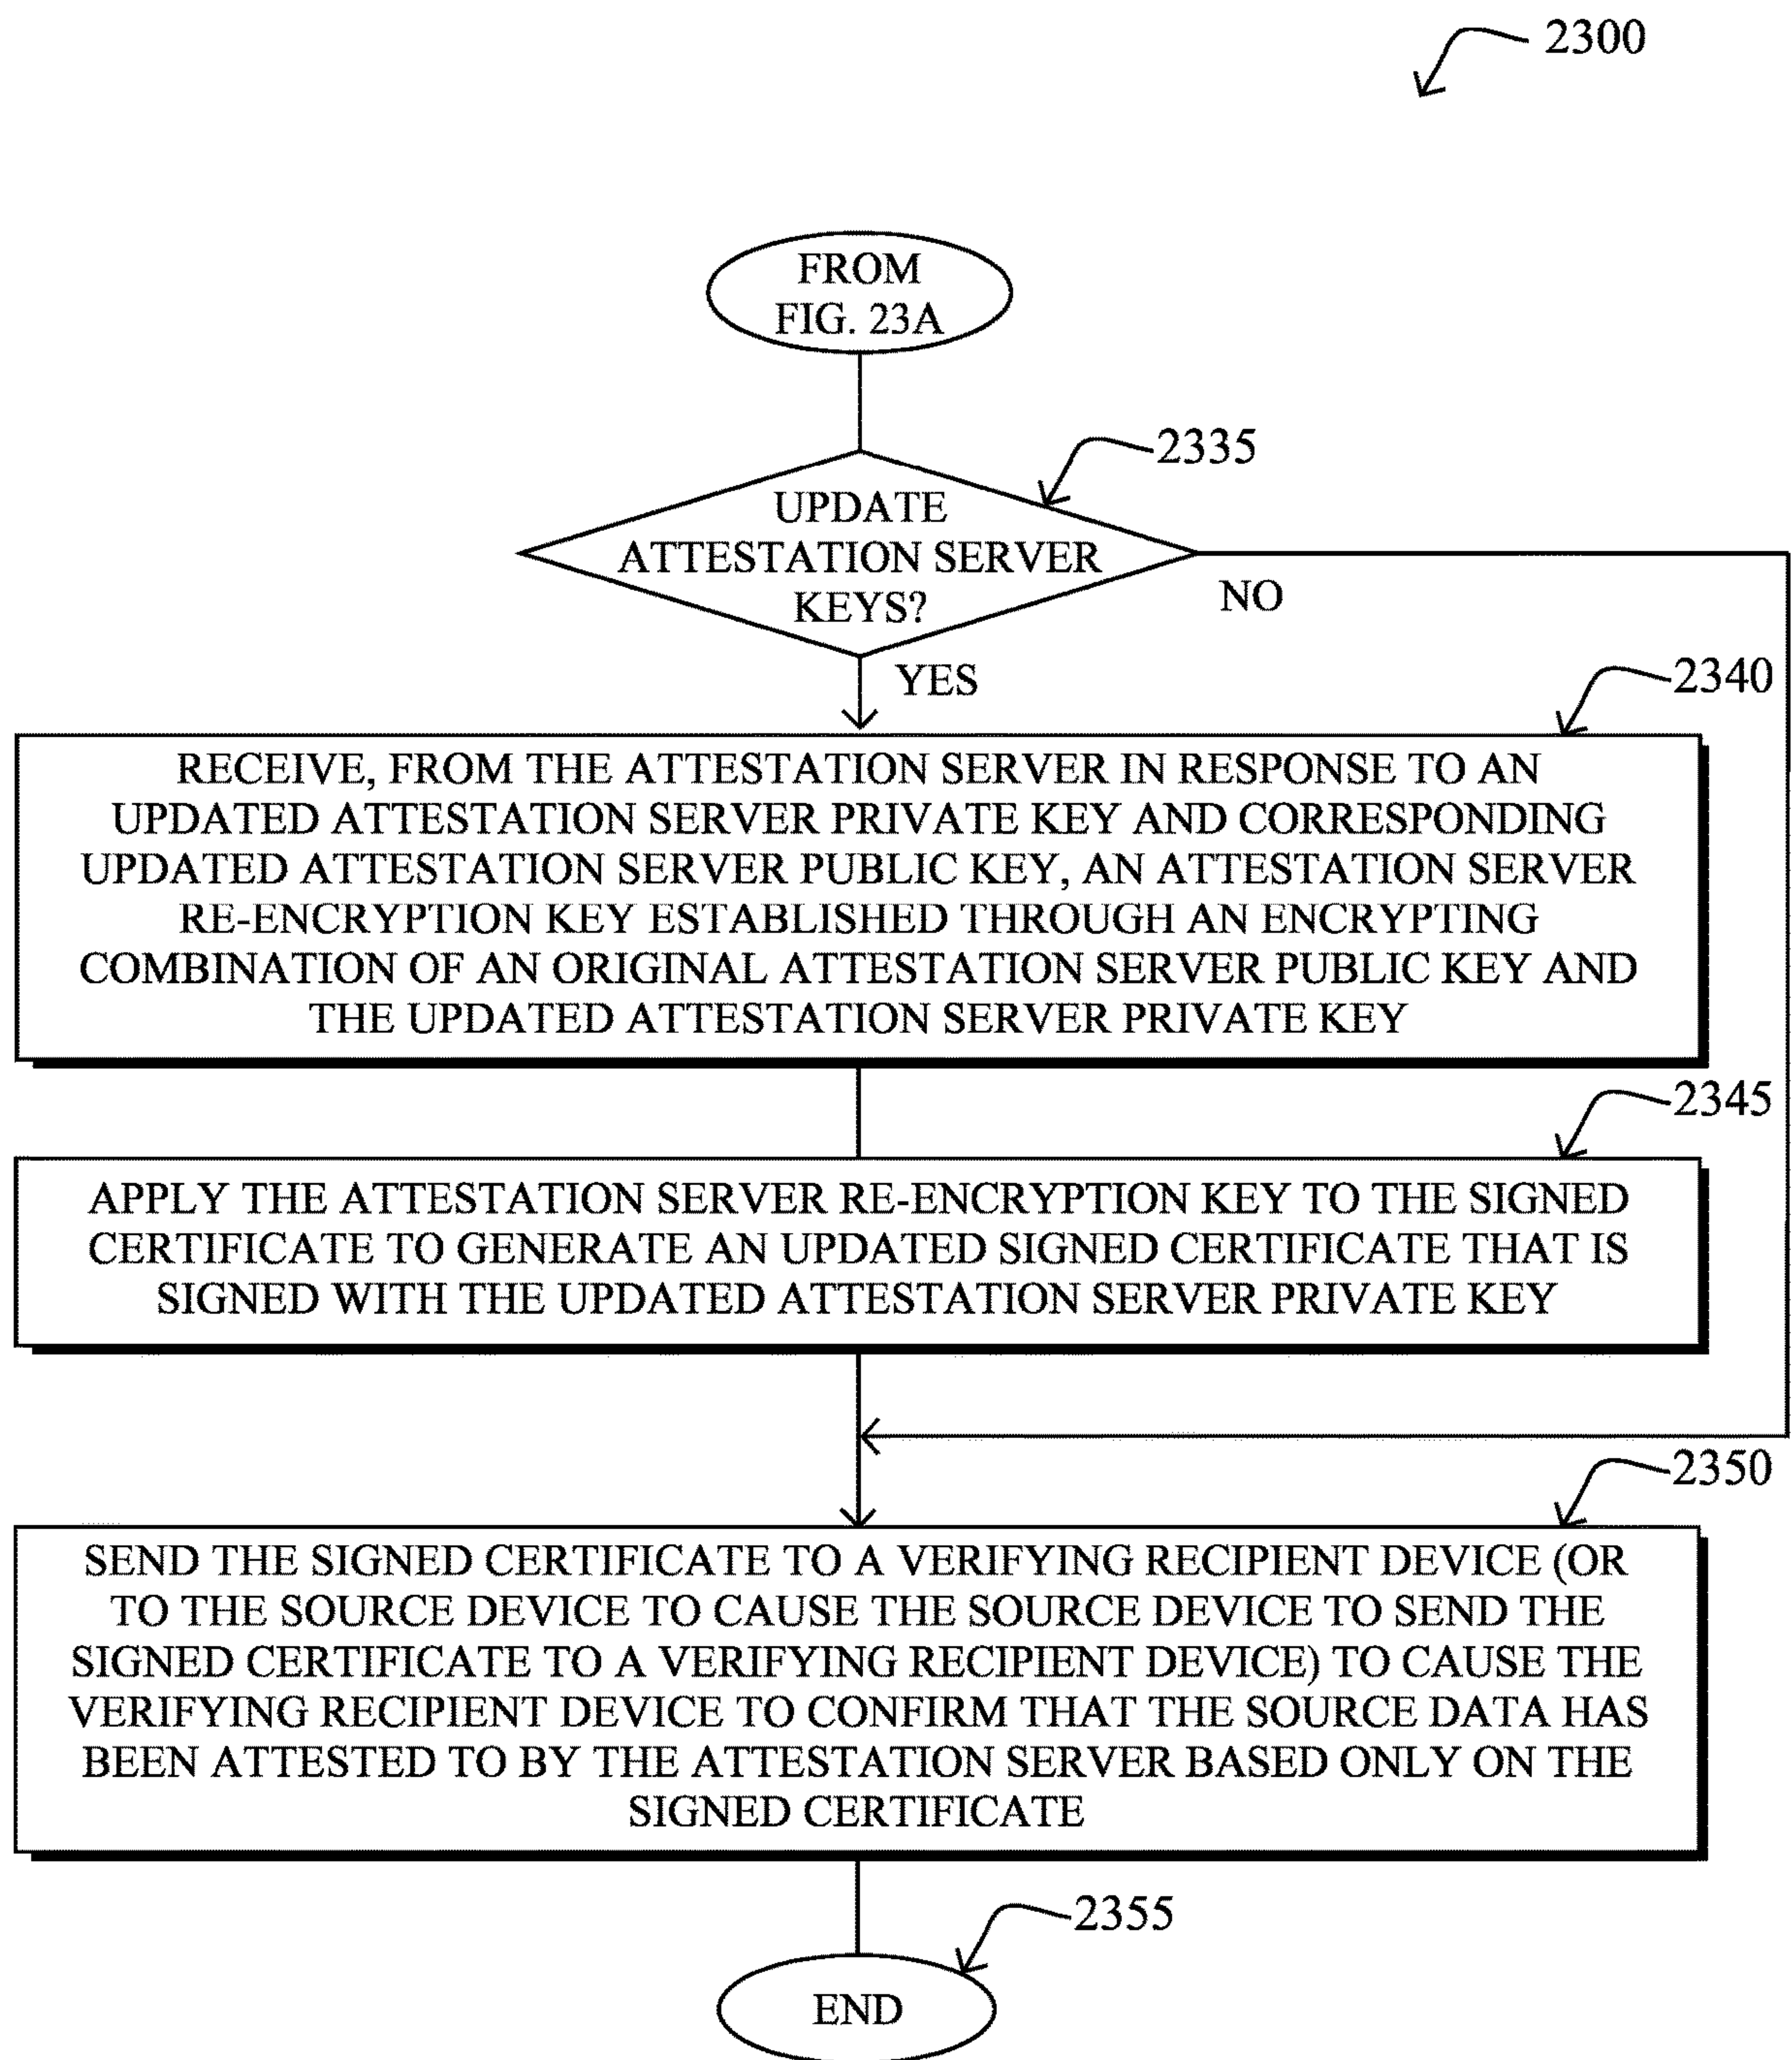 2300
FROM
FIG. 23A
2335
UPDATE
ATTESTATION SERVER
KEYS?
NO
YES
2340
RECEIVE, FROM THE ATTESTATION SERVER IN RESPONSE TO AN
UPDATED ATTESTATION SERVER PRIVATE KEY AND CORRESPONDING
UPDATED ATTESTATION SERVER PUBLIC KEY, AN ATTESTATION SERVER
RE-ENCRYPTION KEY ESTABLISHED THROUGH AN ENCRYPTING
COMBINATION OF AN ORIGINAL ATTESTATION SERVER PUBLIC KEY AND
THE UPDATED ATTESTATION SERVER PRIVATE KEY
2345
APPLY THE ATTESTATION SERVER RE-ENCRYPTION KEY TO THE SIGNED
CERTIFICATE TO GENERATE AN UPDATED SIGNED CERTIFICATE THAT IS
SIGNED WITH THE UPDATED ATTESTATION SERVER PRIVATE KEY
2350
SEND THE SIGNED CERTIFICATE TO A VERIFYING RECIPIENT DEVICE (OR
TO THE SOURCE DEVICE TO CAUSE THE SOURCE DEVICE TO SEND THE
SIGNED CERTIFICATE TO A VERIFYING RECIPIENT DEVICE) TO CAUSE THE
VERIFYING RECIPIENT DEVICE TO CONFIRM THAT THE SOURCE DATA HAS
BEEN ATTESTED TO BY THE ATTESTATION SERVER BASED ONLY ON THE
SIGNED CERTIFICATE
2355
END